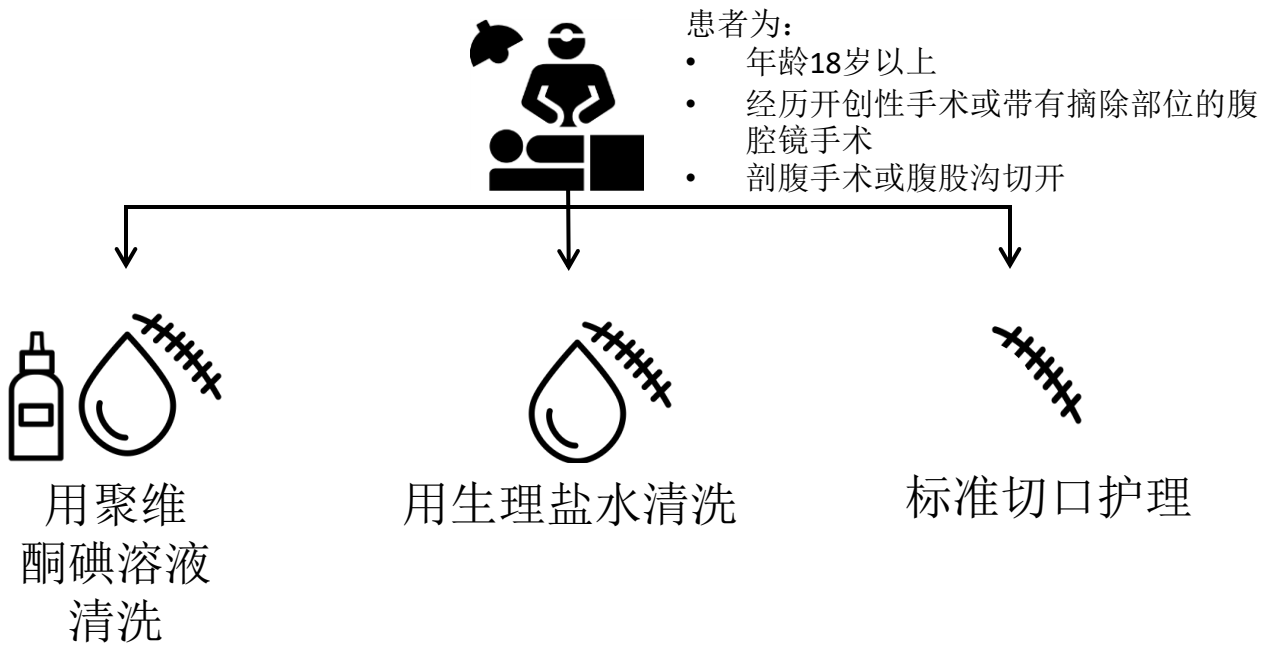 患者为：
• 年龄18岁以上
• 经历开创性手术或带有摘除部位的腹
腔镜手术
• 剖腹手术或腹股沟切开
用聚维
酮碘溶液
清洗
用生理盐水清洗
标准切口护理